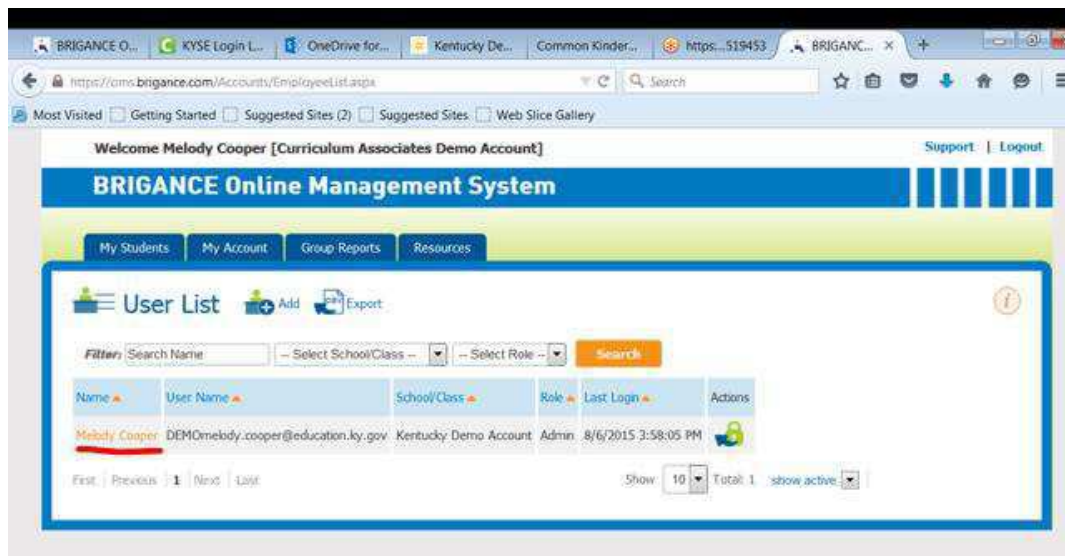 BRIGANCE O... KYSE Login L... OneDrive for... Kentucky De... Common Kinder... https...519453 BRIGANC... × +
https://oms.brigance.com/Accounts/EmployeeList.aspx Search
Most Visited Getting Started Suggested Sites (2) Suggested Sites Web Slice Gallery
Welcome Melody Cooper [Curriculum Associates Demo Account] Support | Logout
BRIGANCE Online Management System
My Students My Account Group Reports Resources
User List Add Export
Filter: Search Name -- Select School/Class -- -- Select Role -- Search
Name User Name School/Class Role Last Login Actions
Melody Cooper DEMOmelody.cooper@education.ky.gov Kentucky Demo Account Admin 8/6/2015 3:58:05 PM
First Previous 1 Next Last Show 10 Total: 1 show active